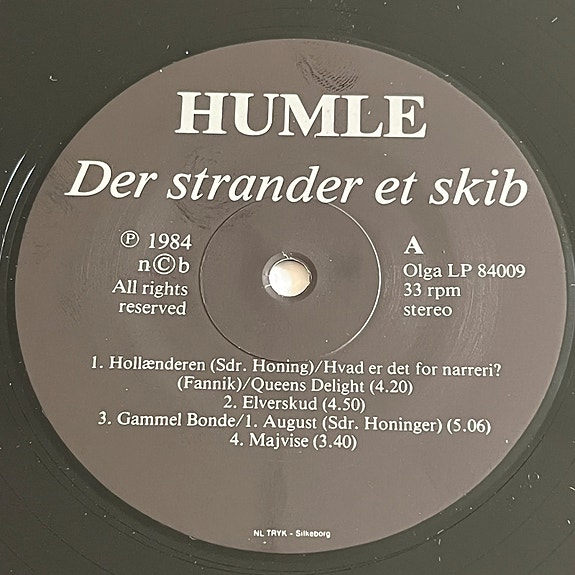 HUMLE
Der strander et skib
℗ 1984
n©b
All rights
reserved
A
Olga LP 84009
33 rpm
stereo
1. Hollænderen (Sdr. Honing)/Hvad er det for narreri?
(Fannik)/Queens Delight (4.20)
2. Elverskud (4.50)
3. Gammel Bonde/1. August (Sdr. Honinger) (5.06)
4. Majvise (3.40)
NL TRYK - Silkeborg